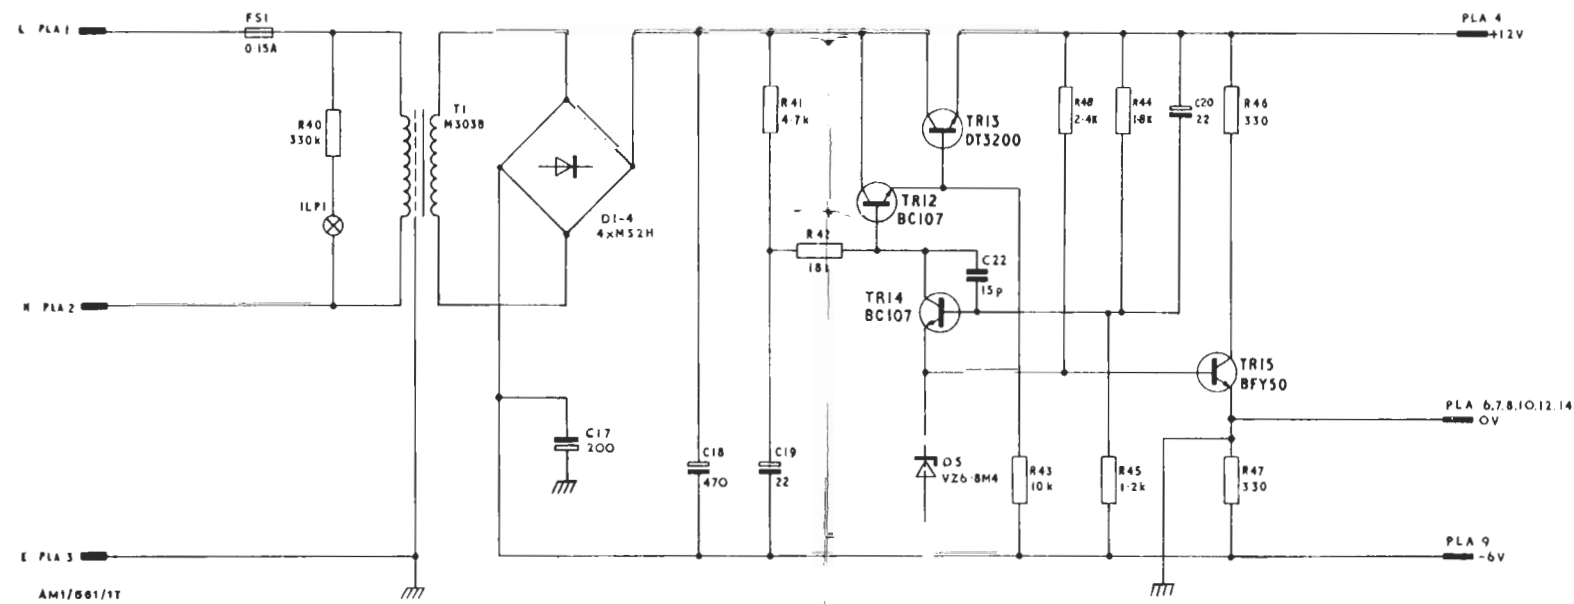 L PLA 1
FS1
0·15A
PLA 4
+12V
R40
330k
T1
M3038
R41
4·7k
TR13
DT3200
R48
2·4k
R44
1·8k
C20
22
R46
330
ILP1
D1-4
4xMS2H
TR12
BC107
R42
C22
15p
TR14
BC107
N PLA 2
TR15
BFY50
PLA 6,7,8,10,12,14
0V
C17
200
C18
470
C19
22
D5
VZ6·8M4
R43
10k
R45
1·2k
R47
330
E PLA 3
PLA 9
-6V
AM1/661/1T